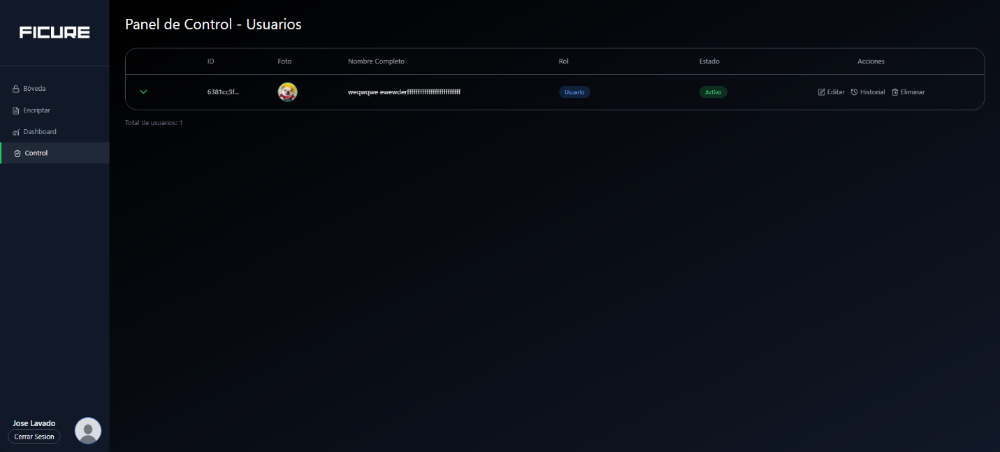 FICURE
Bóveda
Encriptar
Dashboard
Control
Jose Lavado
Cerrar Sesion
Panel de Control - Usuarios
ID Foto Nombre Completo Rol Estado Acciones
6381cc3f... weqwqwe ewewderfffffffffffffffffffffffff Usuario Activo Editar Historial Eliminar
Total de usuarios: 1